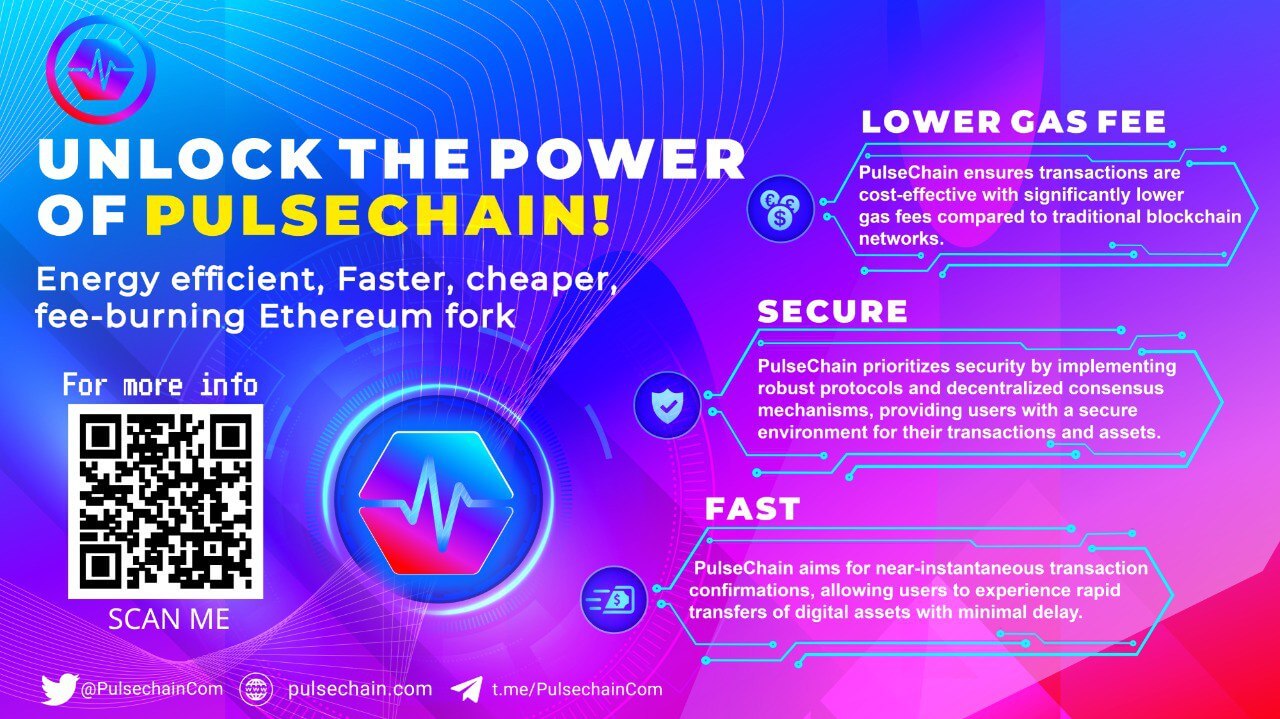 UNLOCK THE POWER
OF PULSECHAIN!
Energy efficient, Faster, cheaper,
fee-burning Ethereum fork
For more info
SCAN ME
@PulsechainCom
pulsechain.com
t.me/PulsechainCom
LOWER GAS FEE
PulseChain ensures transactions are
cost-effective with significantly lower
gas fees compared to traditional blockchain
networks.
SECURE
PulseChain prioritizes security by implementing
robust protocols and decentralized consensus
mechanisms, providing users with a secure
environment for their transactions and assets.
FAST
PulseChain aims for near-instantaneous transaction
confirmations, allowing users to experience rapid
transfers of digital assets with minimal delay.